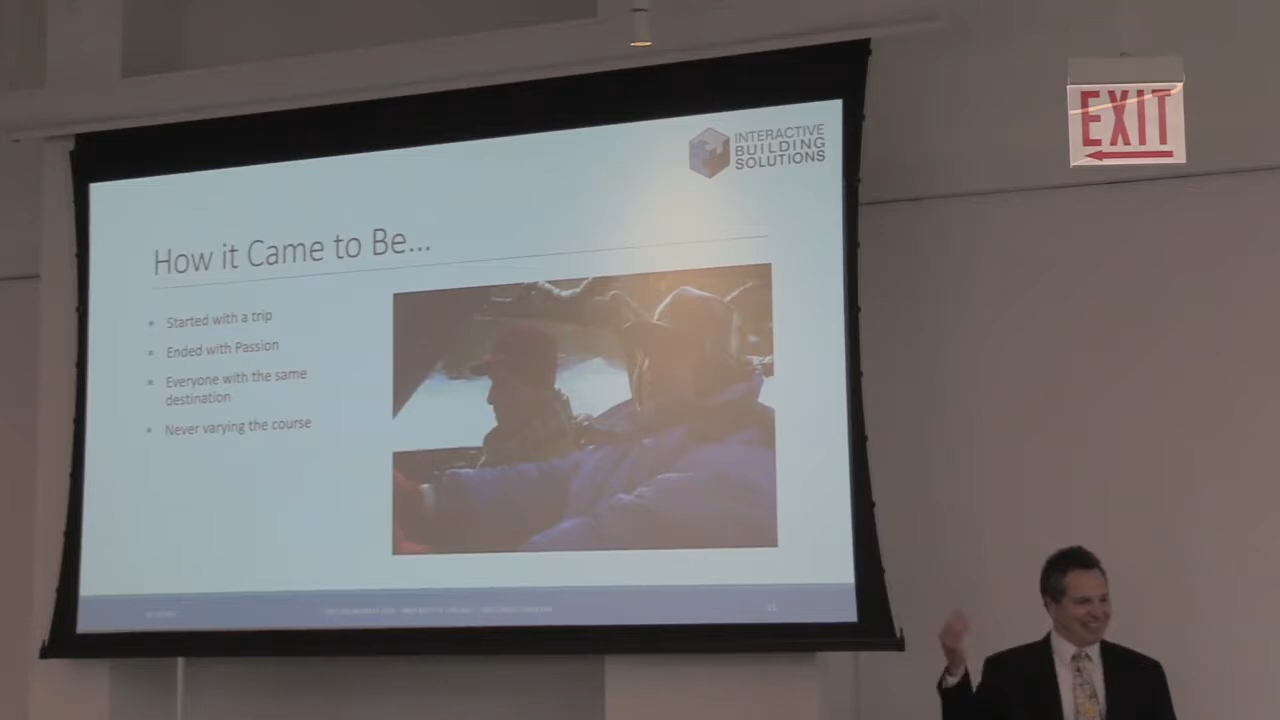 INTERACTIVE
BUILDING
SOLUTIONS
EXIT
How it Came to Be...
Started with a trip
Ended with Passion
Everyone with the same
destination
Never varying the course